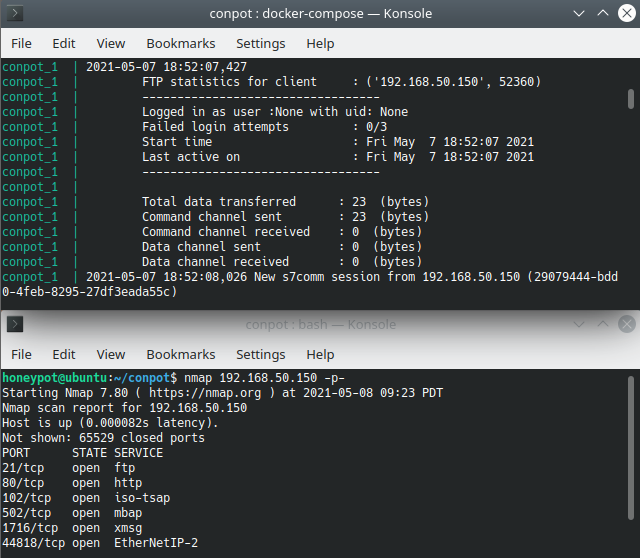 conpot : docker-compose — Konsole
File Edit View Bookmarks Settings Help
conpot_1 | 2021-05-07 18:52:07,427
conpot_1 | FTP statistics for client : ('192.168.50.150', 52360)
conpot_1 | ----------------------------------
conpot_1 | Logged in as user :None with uid: None
conpot_1 | Failed login attempts : 0/3
conpot_1 | Start time : Fri May 7 18:52:07 2021
conpot_1 | Last active on : Fri May 7 18:52:07 2021
conpot_1 | ----------------------------------
conpot_1 |
conpot_1 | Total data transferred : 23 (bytes)
conpot_1 | Command channel sent : 23 (bytes)
conpot_1 | Command channel received : 0 (bytes)
conpot_1 | Data channel sent : 0 (bytes)
conpot_1 | Data channel received : 0 (bytes)
conpot_1 | 2021-05-07 18:52:08,026 New s7comm session from 192.168.50.150 (29079444-bdd
0-4feb-8295-27df3eada55c)
conpot : bash — Konsole
File Edit View Bookmarks Settings Help
honeypot@ubuntu:~/conpot$ nmap 192.168.50.150 -p-
Starting Nmap 7.80 ( https://nmap.org ) at 2021-05-08 09:23 PDT
Nmap scan report for 192.168.50.150
Host is up (0.000082s latency).
Not shown: 65529 closed ports
PORT STATE SERVICE
21/tcp open ftp
80/tcp open http
102/tcp open iso-tsap
502/tcp open mbap
1716/tcp open xmsg
44818/tcp open EtherNetIP-2